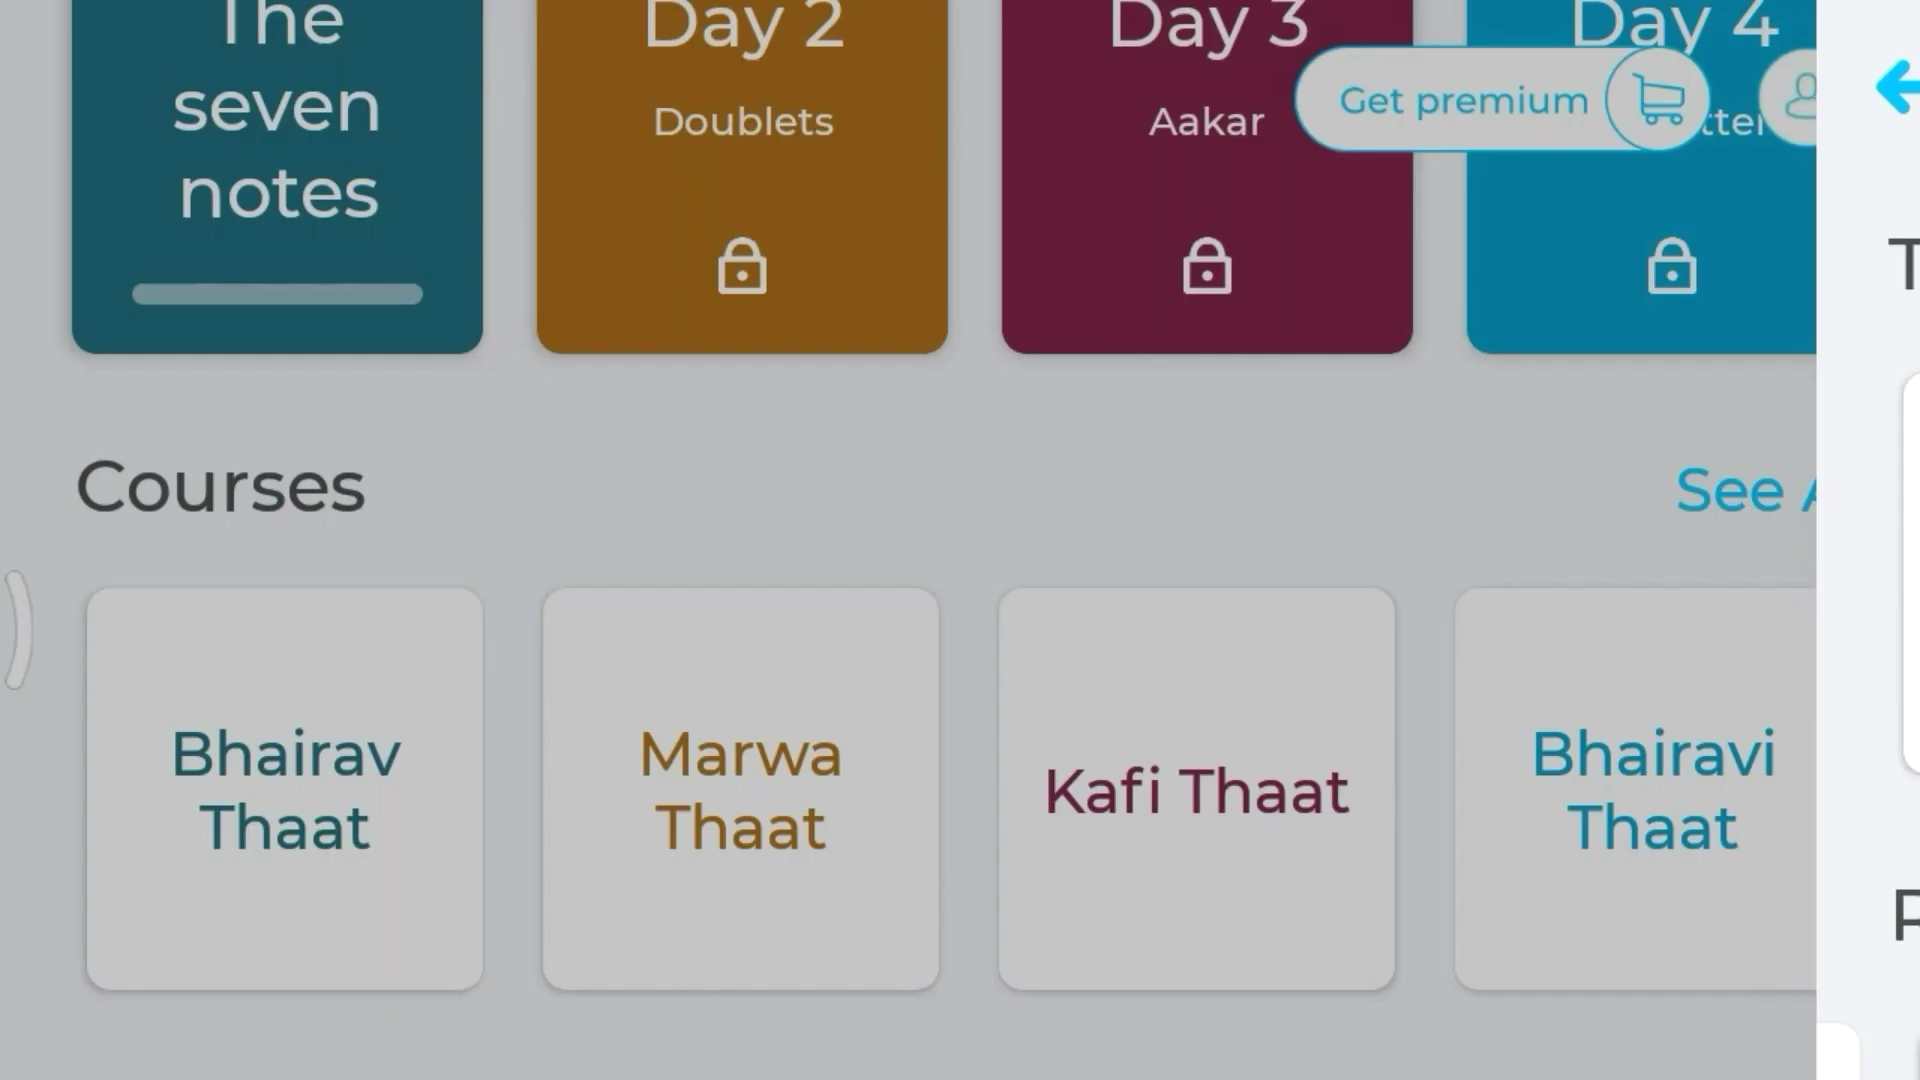 The
seven
notes
Day 2
Doublets
Day 3
Aakar
Day 4
Get premium
Courses
See
Bhairav
Thaat
Marwa
Thaat
Kafi Thaat
Bhairavi
Thaat